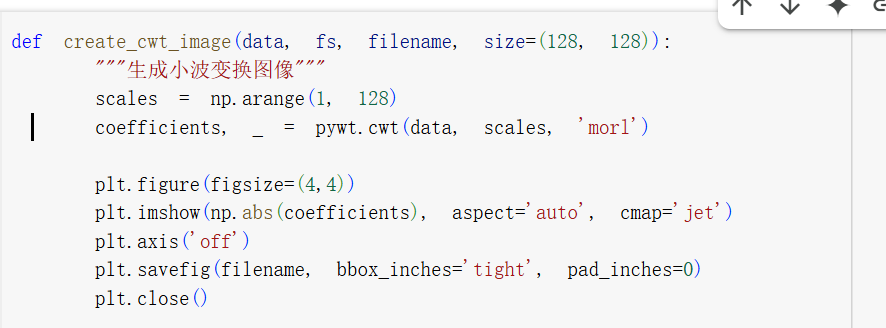 def create_cwt_image(data, fs, filename, size=(128, 128)):
"""生成小波变换图像"""
scales = np.arange(1, 128)
coefficients, _ = pywt.cwt(data, scales, 'morl')
plt.figure(figsize=(4,4))
plt.imshow(np.abs(coefficients), aspect='auto', cmap='jet')
plt.axis('off')
plt.savefig(filename, bbox_inches='tight', pad_inches=0)
plt.close()